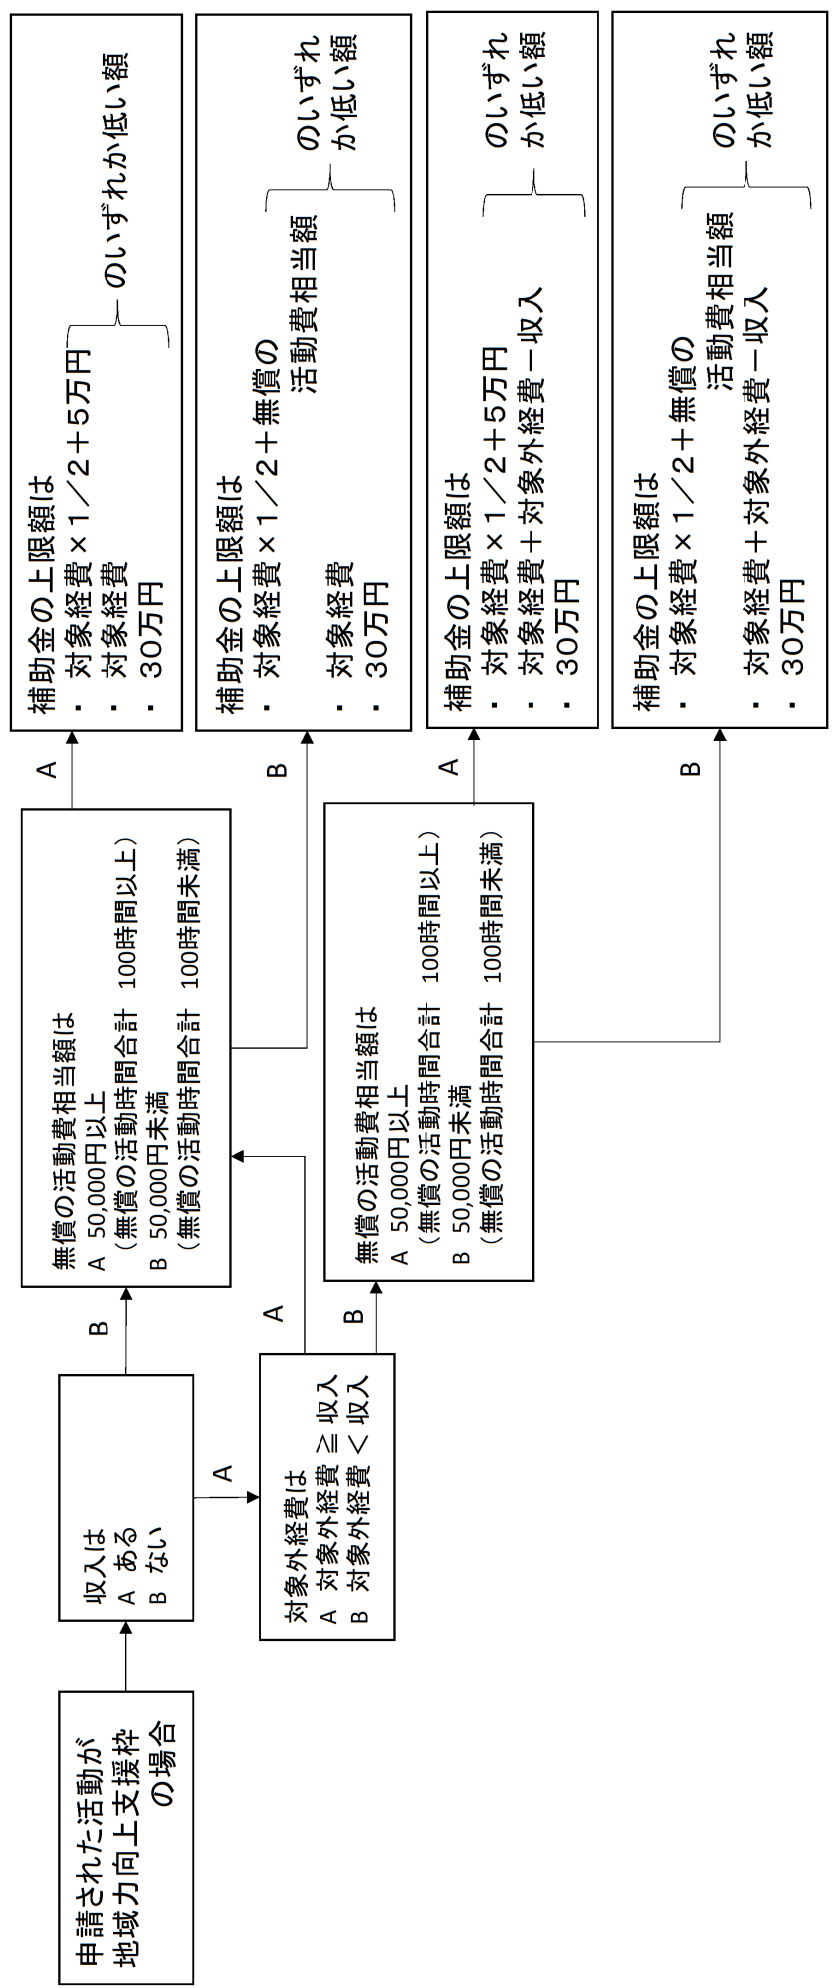 申請された活動が
地域力向上支援枠
の場合
収入は
A ある
B ない
A
B
対象外経費は
A 対象外経費 ≧ 収入
B 対象外経費 < 収入
A
B
無償の活動費相当額は
A 50,000円以上
（無償の活動時間合計 100時間以上）
B 50,000円未満
（無償の活動時間合計 100時間未満）
A
B
無償の活動費相当額は
A 50,000円以上
（無償の活動時間合計 100時間以上）
B 50,000円未満
（無償の活動時間合計 100時間未満）
A
B
補助金の上限額は
・ 対象経費×1／2＋5万円
・ 対象経費
・ 30万円
のいずれか低い額
補助金の上限額は
・ 対象経費×1／2＋無償の
活動費相当額
・ 対象経費
・ 30万円
のいずれ
か低い額
補助金の上限額は
・ 対象経費×1／2＋5万円
・ 対象経費＋対象外経費－収入
・ 30万円
のいずれ
か低い額
補助金の上限額は
・ 対象経費×1／2＋無償の
活動費相当額
・ 対象経費＋対象外経費－収入
・ 30万円
のいずれ
か低い額